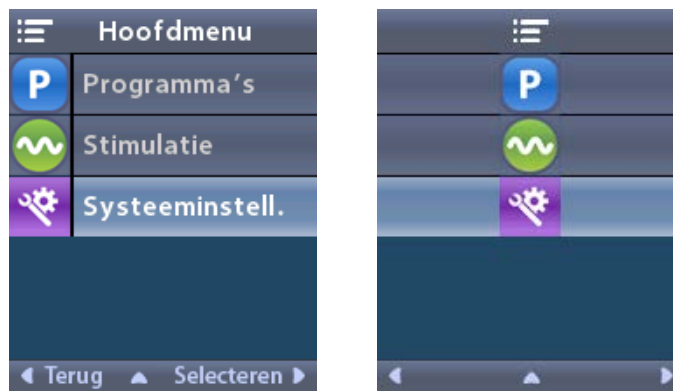 Hoofdmenu
P Programma's
Stimulatie
Systeeminstell.
Terug Selecteren
P